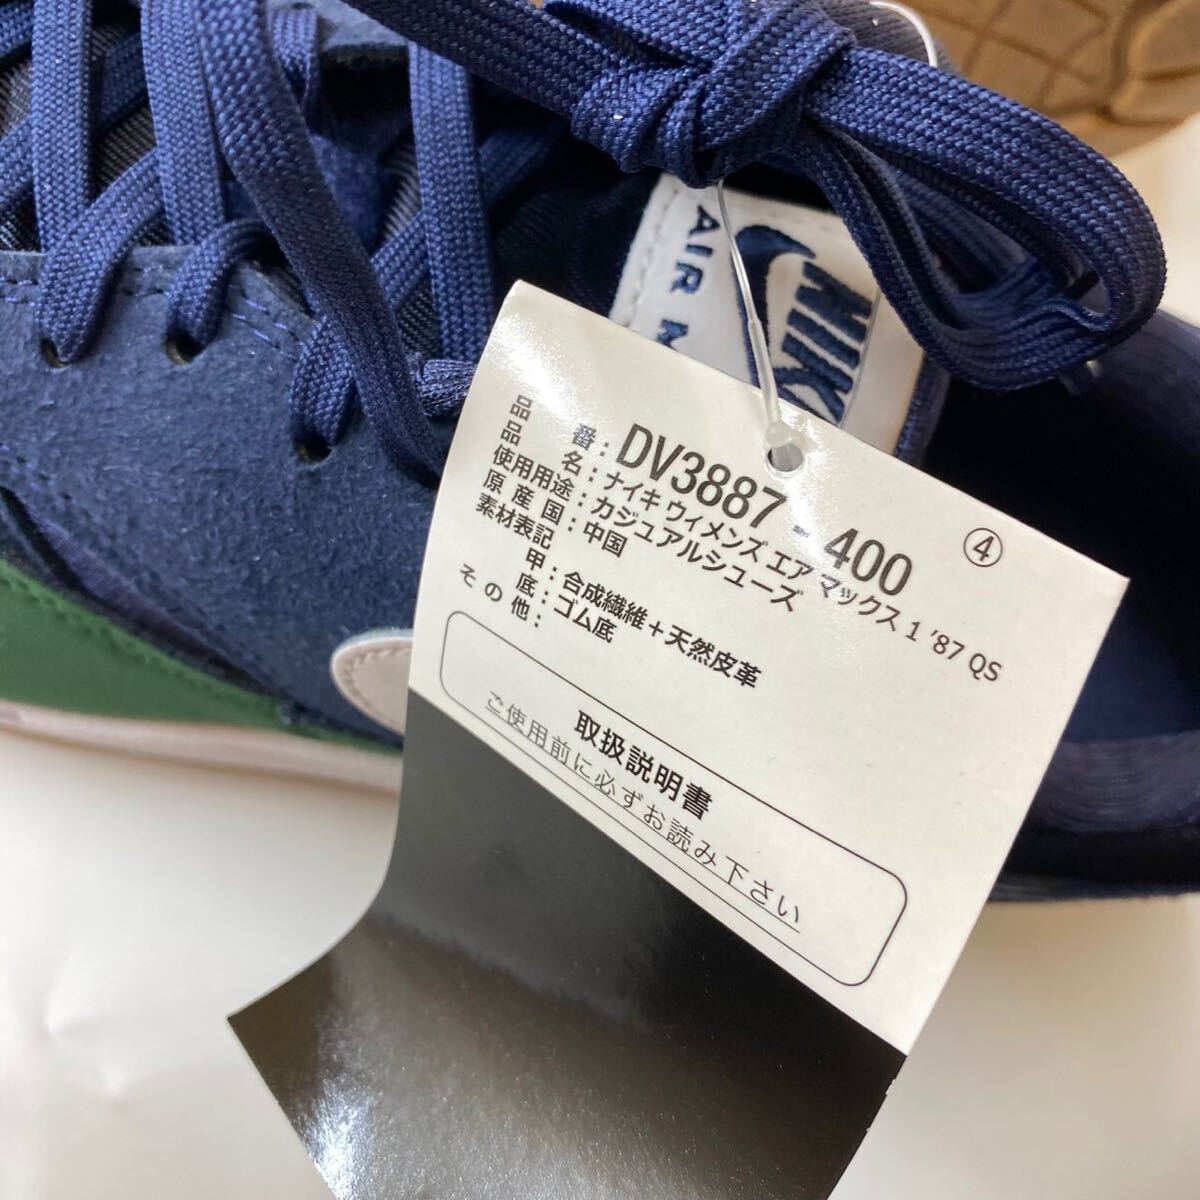 NIKE
AIR M
④
品番：DV3887-400
品名：ナイキ ウィメンズ エア マックス 1 '87 QS
使用用途：カジュアルシューズ
原産国：中国
素材表記
甲：合成繊維＋天然皮革
底：ゴム底
その他：
取扱説明書
ご使用前に必ずお読み下さい